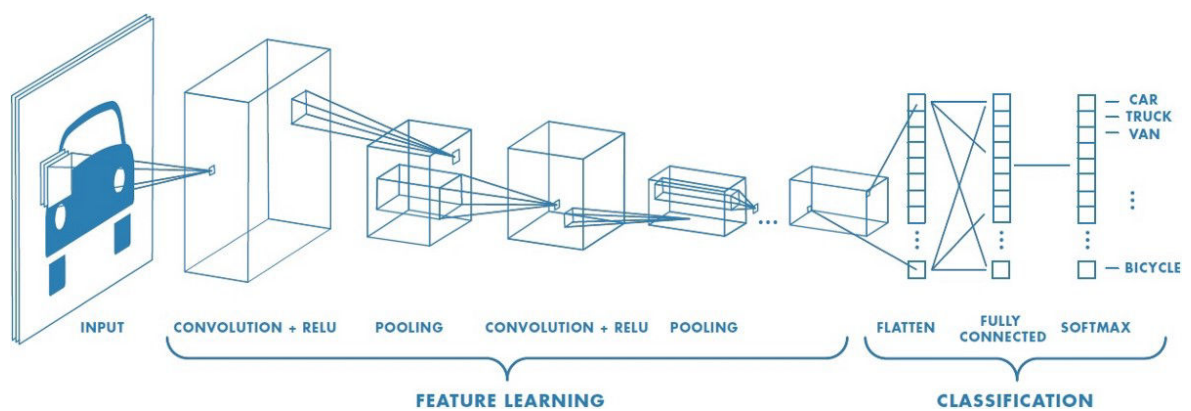 CAR
TRUCK
VAN
BICYCLE
INPUT
CONVOLUTION + RELU
POOLING
CONVOLUTION + RELU
POOLING
FLATTEN
FULLY
CONNECTED
SOFTMAX
FEATURE LEARNING
CLASSIFICATION